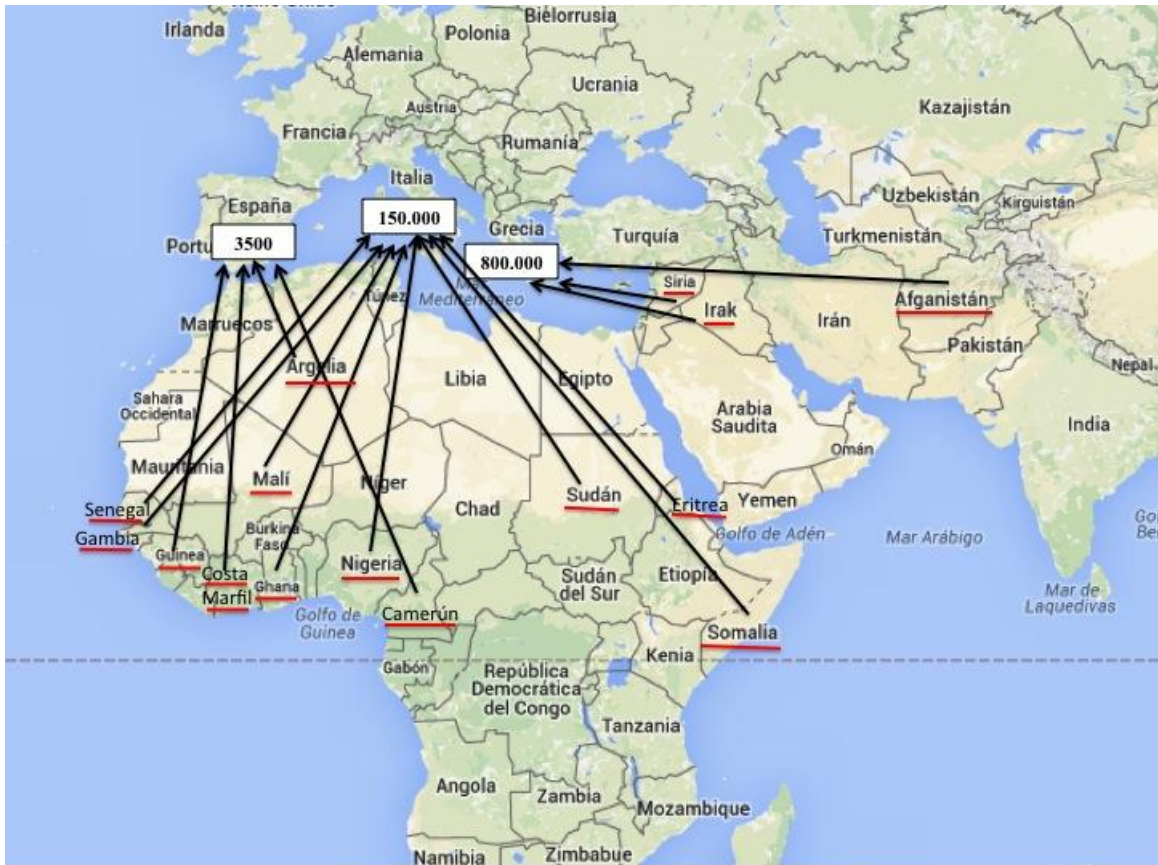 Irlanda
Bielorrusia
Polonia
Alemania
Ucrania
Kazajistán
Austria
Francia
Rumanía
Italia
Uzbekistán
Kirguistán
España
150.000
Grecia
Turquía
Turkmenistán
Portu
3500
800.000
Siria
Afganistán
Túnez
Mediterráneo
Irak
Irán
Marruecos
Pakistán
Argelia
Nepal
Libia
Egipto
Sahara
Occidental
Arabia
Saudita
India
Omán
Mauritania
Malí
Níger
Sudán
Senegal
Chad
Eritrea
Yemen
Golfo de Adén
Mar Arábigo
Gambia
Burkina
Faso
Guinea
Nigeria
Costa
Marfil
Ghana
Etiopía
Sudán
del Sur
Golfo de
Guinea
Camerún
Mar de
Laquedivas
Somalia
Kenia
Gabón
República
Democrática
del Congo
Tanzania
Angola
Zambia
Mozambique
Namibia
Zimbabue